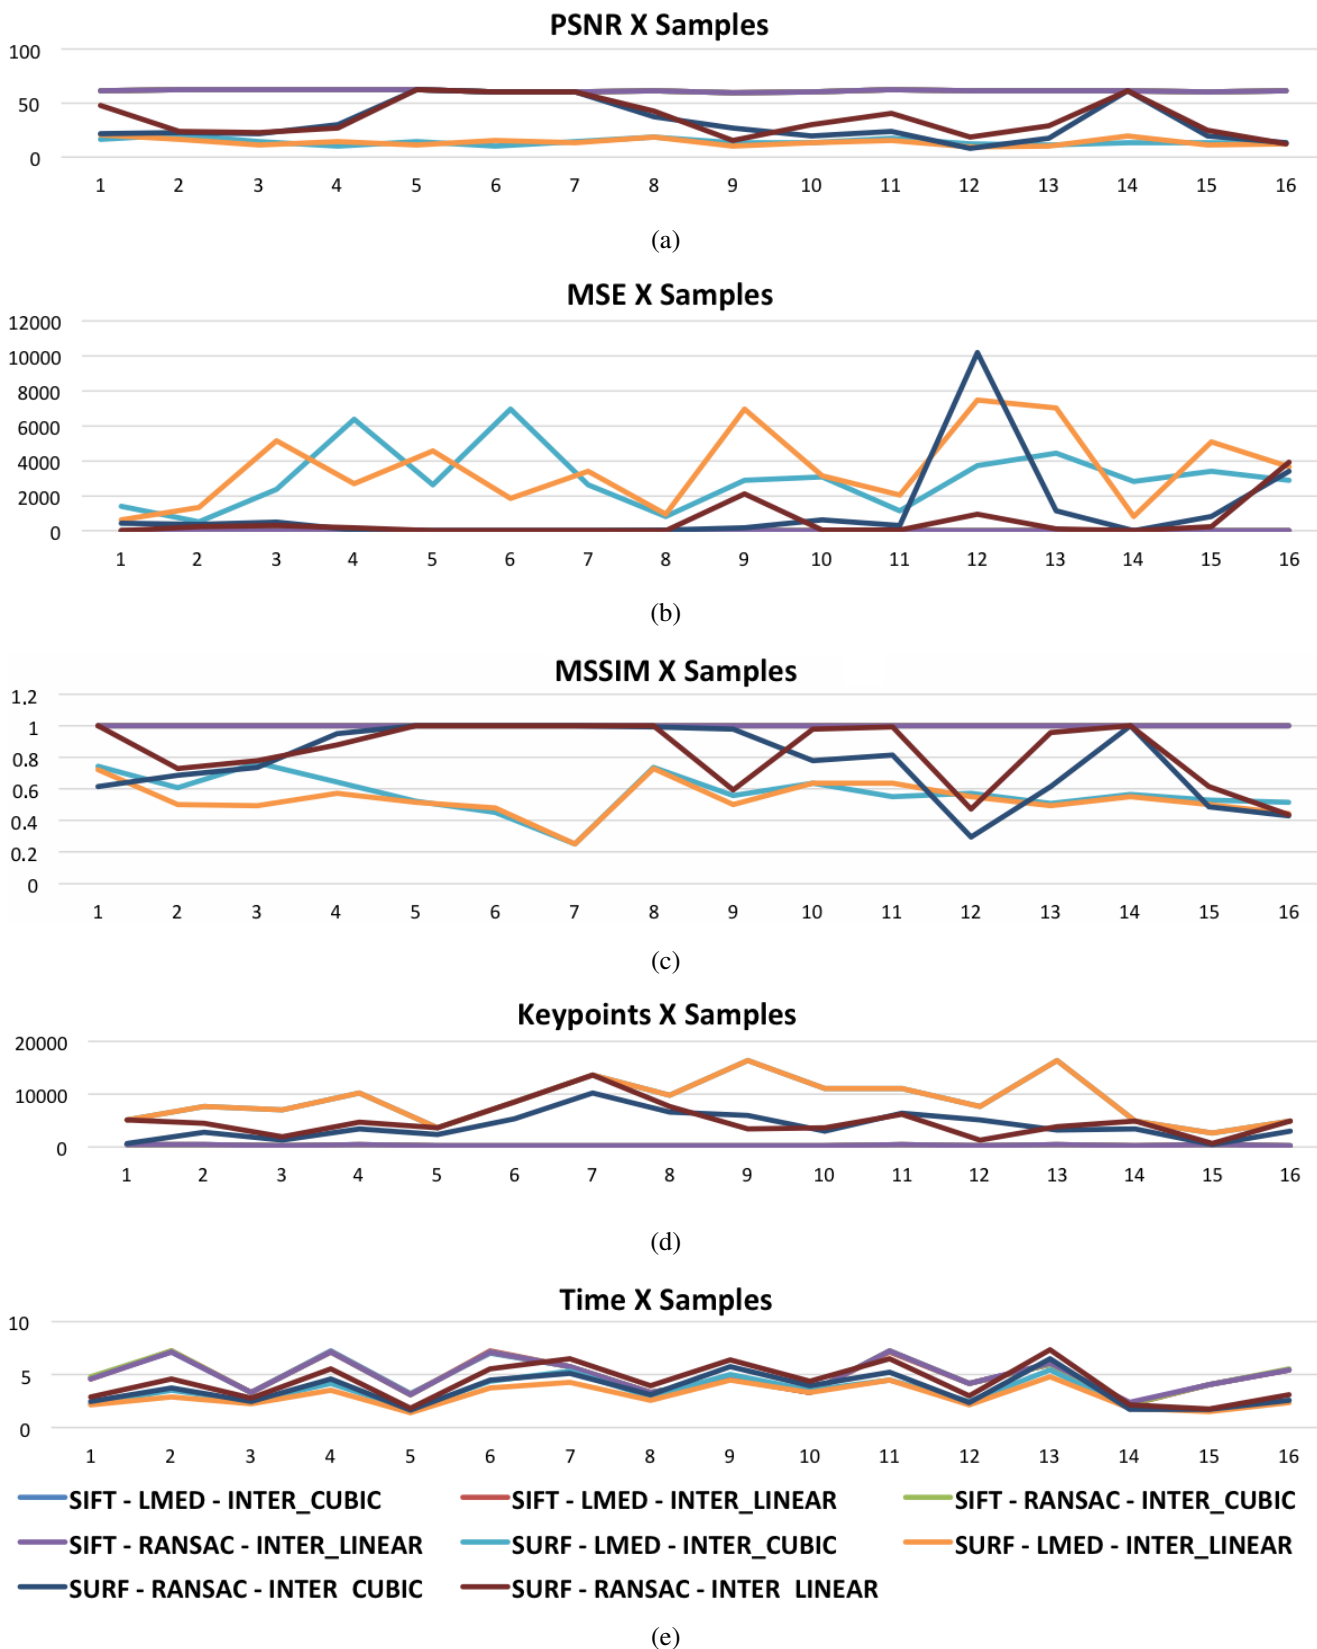 PSNR X Samples
100
50
0
1 2 3 4 5 6 7 8 9 10 11 12 13 14 15 16
(a)
MSE X Samples
12000
10000
8000
6000
4000
2000
0
1 2 3 4 5 6 7 8 9 10 11 12 13 14 15 16
(b)
MSSIM X Samples
1,2
1
0.8
0.6
0.4
0.2
0
1 2 3 4 5 6 7 8 9 10 11 12 13 14 15 16
(c)
Keypoints X Samples
20000
10000
0
1 2 3 4 5 6 7 8 9 10 11 12 13 14 15 16
(d)
Time X Samples
10
5
0
1 2 3 4 5 6 7 8 9 10 11 12 13 14 15 16
SIFT - LMED - INTER_CUBIC SIFT - LMED - INTER_LINEAR SIFT - RANSAC - INTER_CUBIC
SIFT - RANSAC - INTER_LINEAR SURF - LMED - INTER_CUBIC SURF - LMED - INTER_LINEAR
SURF - RANSAC - INTER CUBIC SURF - RANSAC - INTER LINEAR
(e)